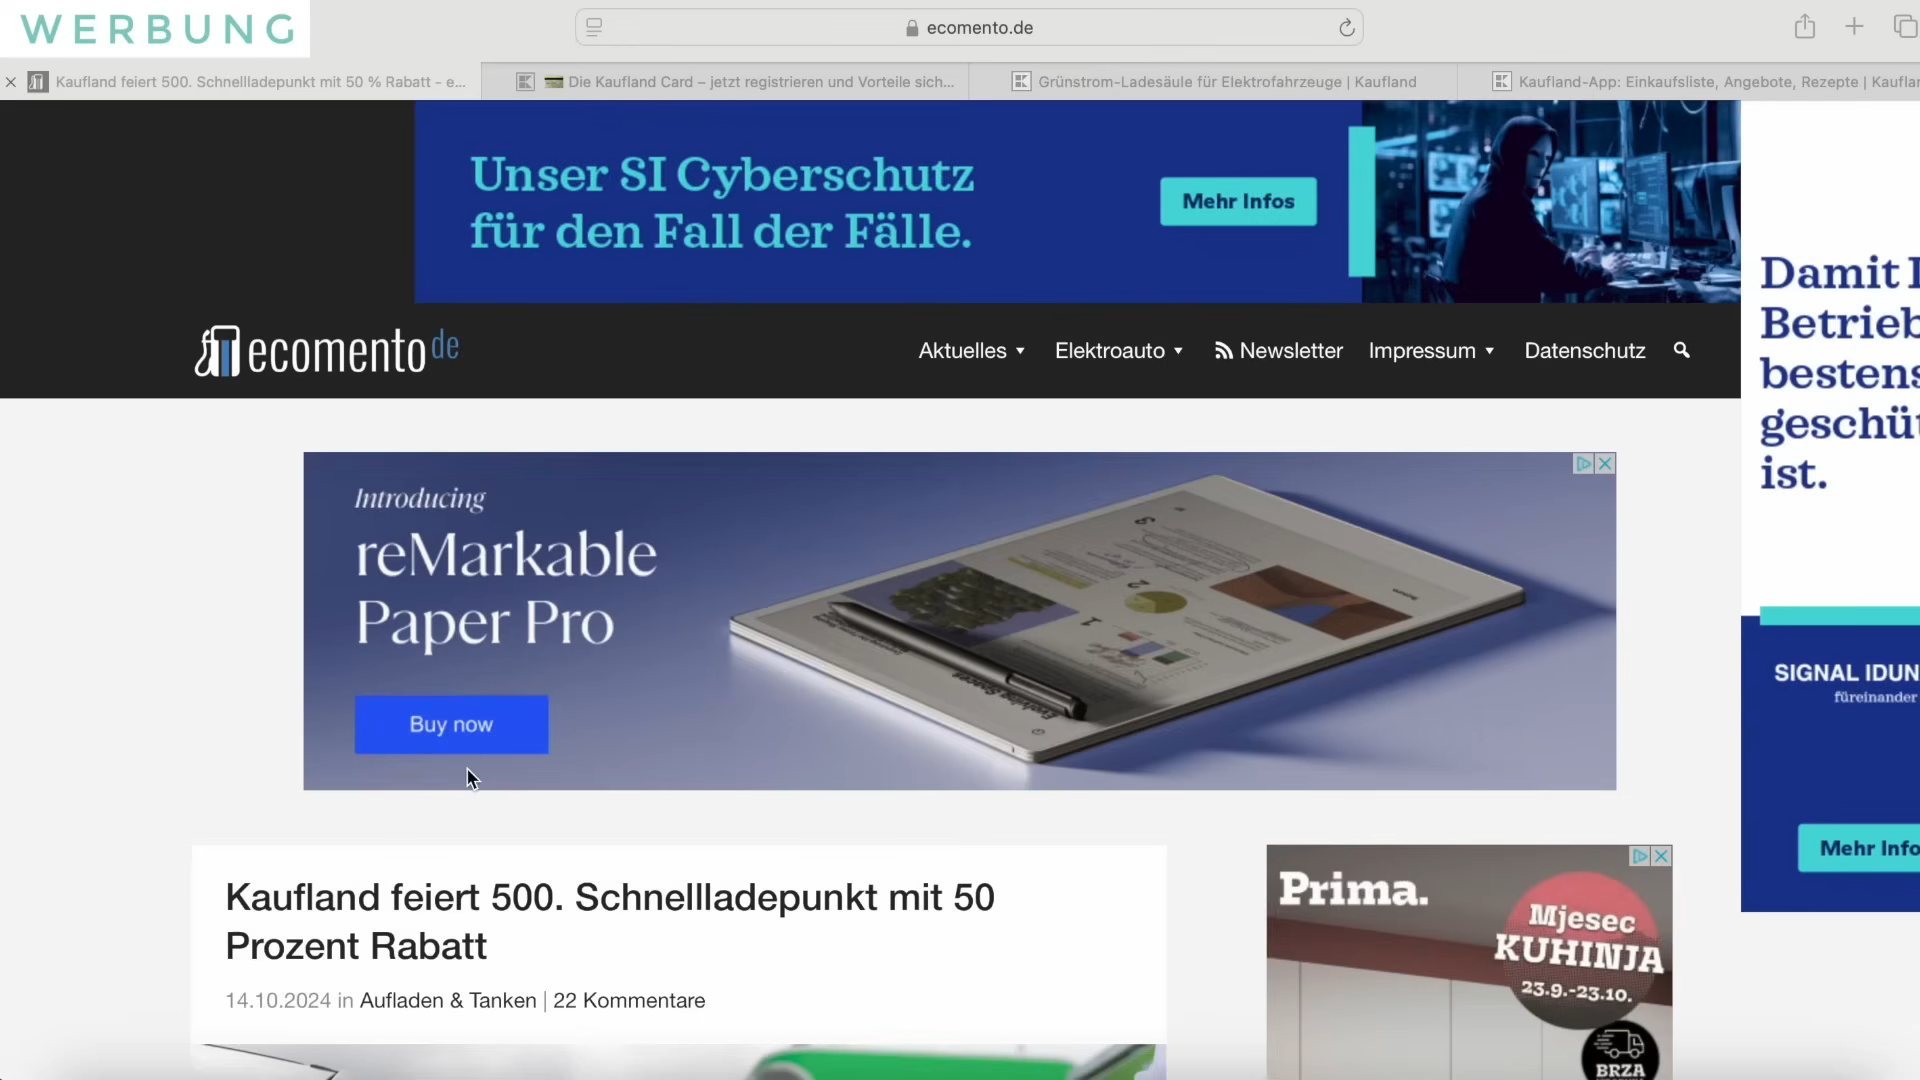 WERBUNG
ecomento.de
Kaufland feiert 500. Schnellladepunkt mit 50 % Rabatt - e...
Die Kaufland Card – jetzt registrieren und Vorteile sich...
Grünstrom-Ladesäule für Elektrofahrzeuge | Kaufland
Kaufland-App: Einkaufsliste, Angebote, Rezepte |
Unser SI Cyberschutz
für den Fall der Fälle.
Mehr Infos
ecomento de
Aktuelles
Elektroauto
Newsletter
Impressum
Datenschutz
Damit
Betrieb
bestens
ist.
Introducing
reMarkable
Paper Pro
Buy now
SIGNAL IDUN
füreinander
Mehr Info
Kaufland feiert 500. Schnellladepunkt mit 50
Prozent Rabatt
14.10.2024 in Aufladen & Tanken | 22 Kommentare
Prima.
Mjesec
KUHINJA
23.9.-23.10.
BRZA